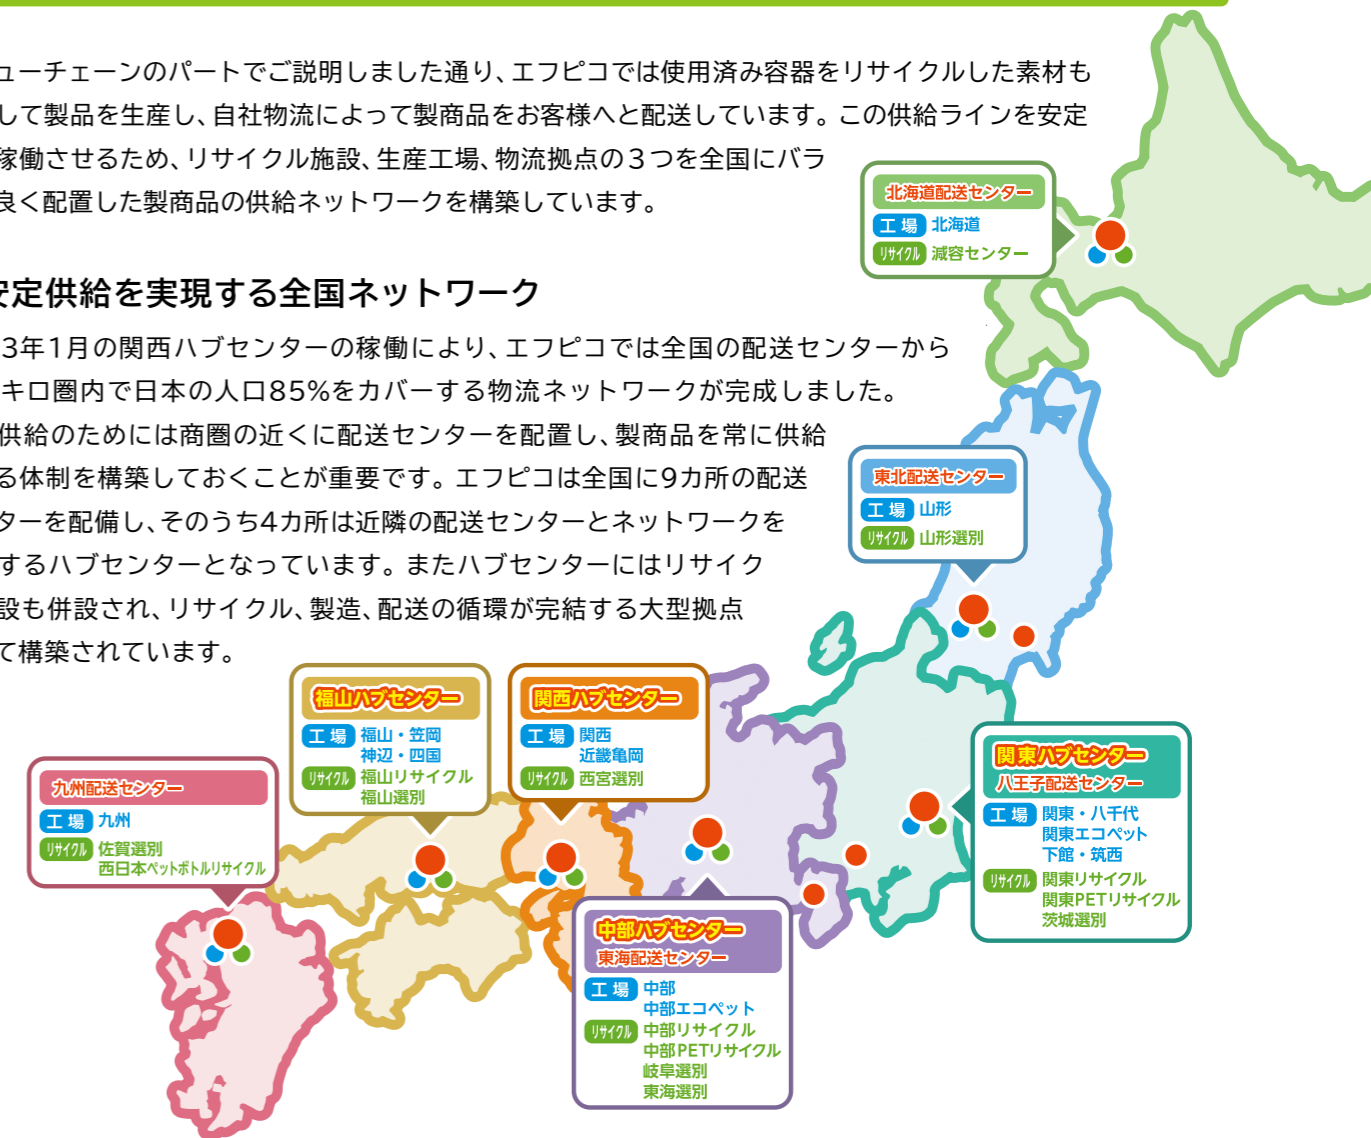 ューチェーンのパートでご説明しました通り、エフピコでは使用済み容器をリサイクルした素材も
して製品を生産し、自社物流によって製商品をお客様へと配送しています。この供給ラインを安定
稼働させるため、リサイクル施設、生産工場、物流拠点の3つを全国にバラ
良く配置した製商品の供給ネットワークを構築しています。
安定供給を実現する全国ネットワーク
3年1月の関西ハブセンターの稼働により、エフピコでは全国の配送センターから
キロ圏内で日本の人口85%をカバーする物流ネットワークが完成しました。
供給のためには商圏の近くに配送センターを配置し、製商品を常に供給
る体制を構築しておくことが重要です。エフピコは全国に9カ所の配送
ターを配備し、そのうち4カ所は近隣の配送センターとネットワークを
するハブセンターとなっています。またハブセンターにはリサイク
設も併設され、リサイクル、製造、配送の循環が完結する大型拠点
て構築されています。
北海道配送センター
工場 北海道
リサイクル 減容センター
東北配送センター
工場 山形
リサイクル 山形選別
福山ハブセンター
工場 福山・笠岡
神辺・四国
リサイクル 福山リサイクル
福山選別
関西ハブセンター
工場 関西
近畿亀岡
リサイクル 西宮選別
関東ハブセンター
八王子配送センター
工場 関東・八千代
関東エコペット
下館・筑西
リサイクル 関東リサイクル
関東PETリサイクル
茨城選別
九州配送センター
工場 九州
リサイクル 佐賀選別
西日本ペットボトルリサイクル
中部ハブセンター
東海配送センター
工場 中部
中部エコペット
リサイクル 中部リサイクル
中部PETリサイクル
岐阜選別
東海選別